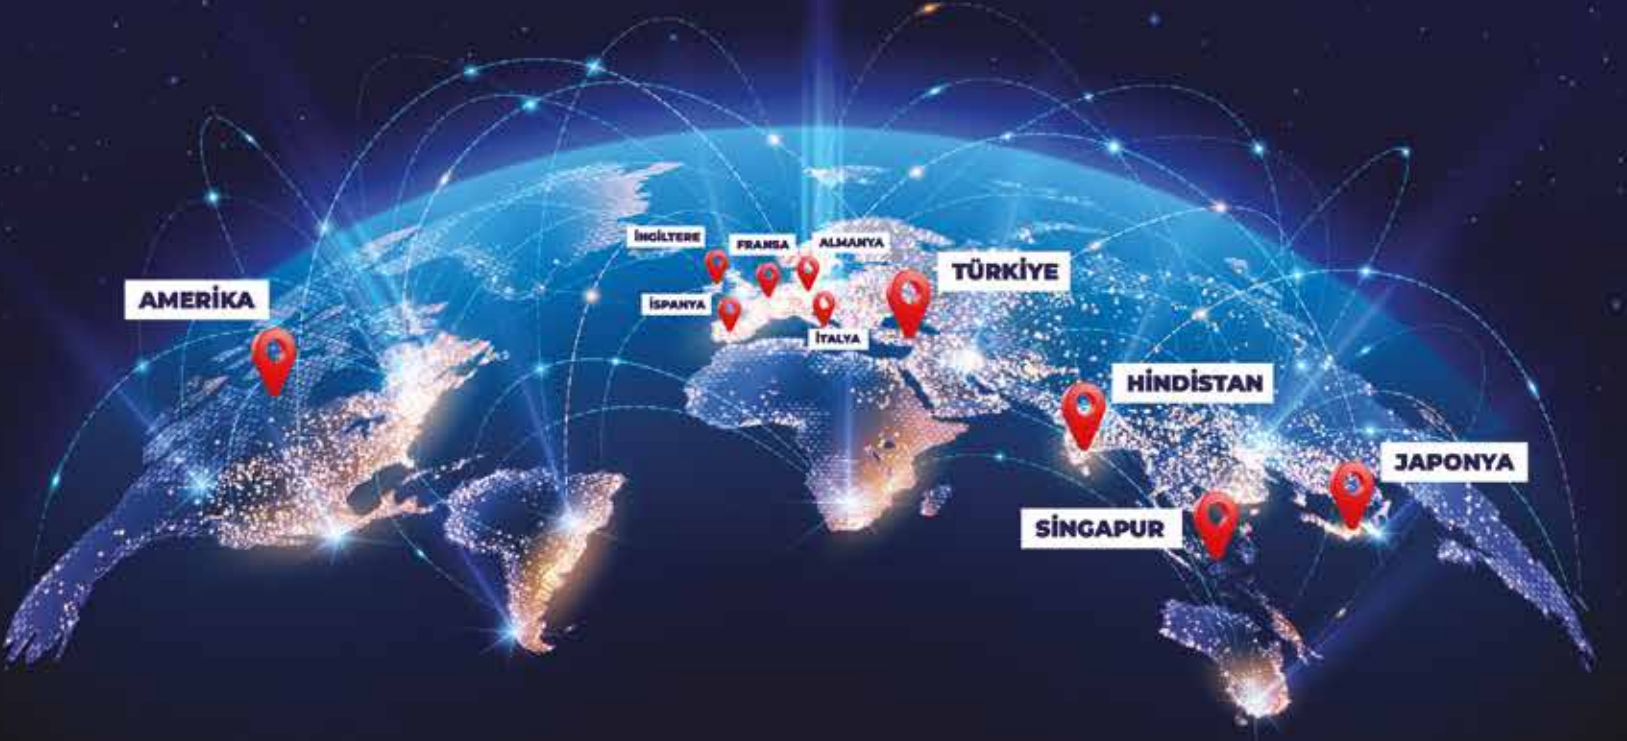 İNGİLTERE
FRANSA
ALMANYA
TÜRKİYE
AMERİKA
İSPANYA
İTALYA
HİNDİSTAN
JAPONYA
SİNGAPUR